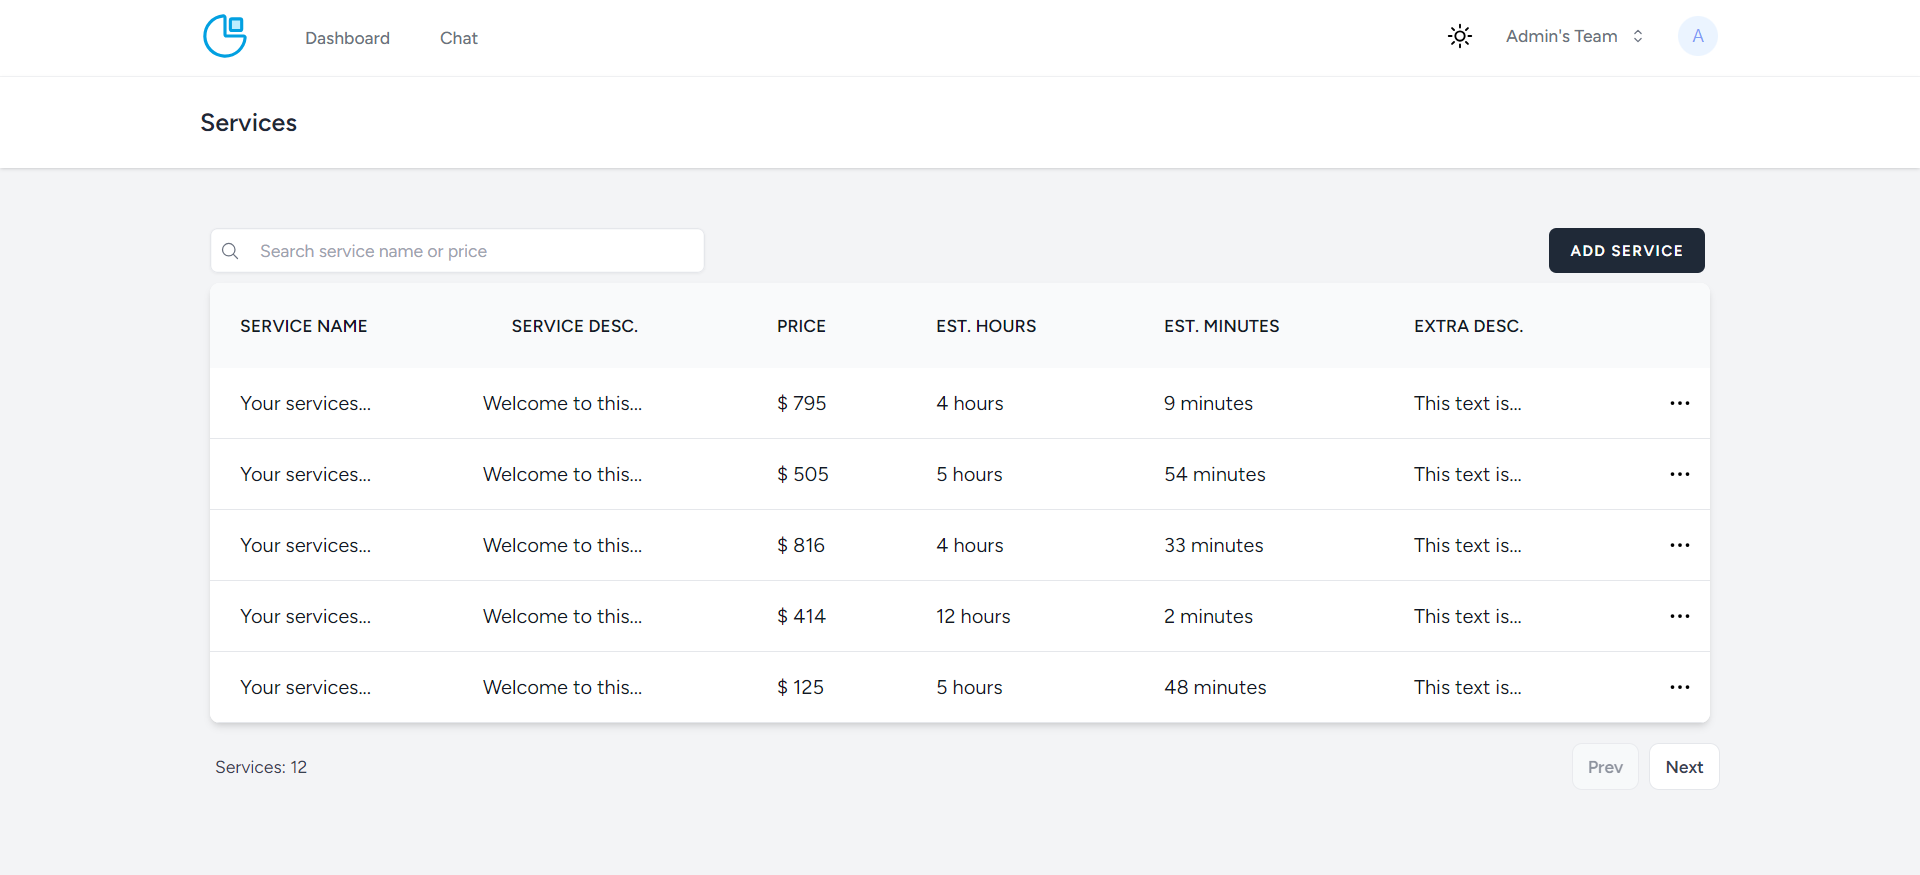 Dashboard Chat Admin's Team A
Services
Search service name or price ADD SERVICE
SERVICE NAME SERVICE DESC. PRICE EST. HOURS EST. MINUTES EXTRA DESC.
Your services... Welcome to this... $ 795 4 hours 9 minutes This text is...
Your services... Welcome to this... $ 505 5 hours 54 minutes This text is...
Your services... Welcome to this... $ 816 4 hours 33 minutes This text is...
Your services... Welcome to this... $ 414 12 hours 2 minutes This text is...
Your services... Welcome to this... $ 125 5 hours 48 minutes This text is...
Services: 12 Prev Next